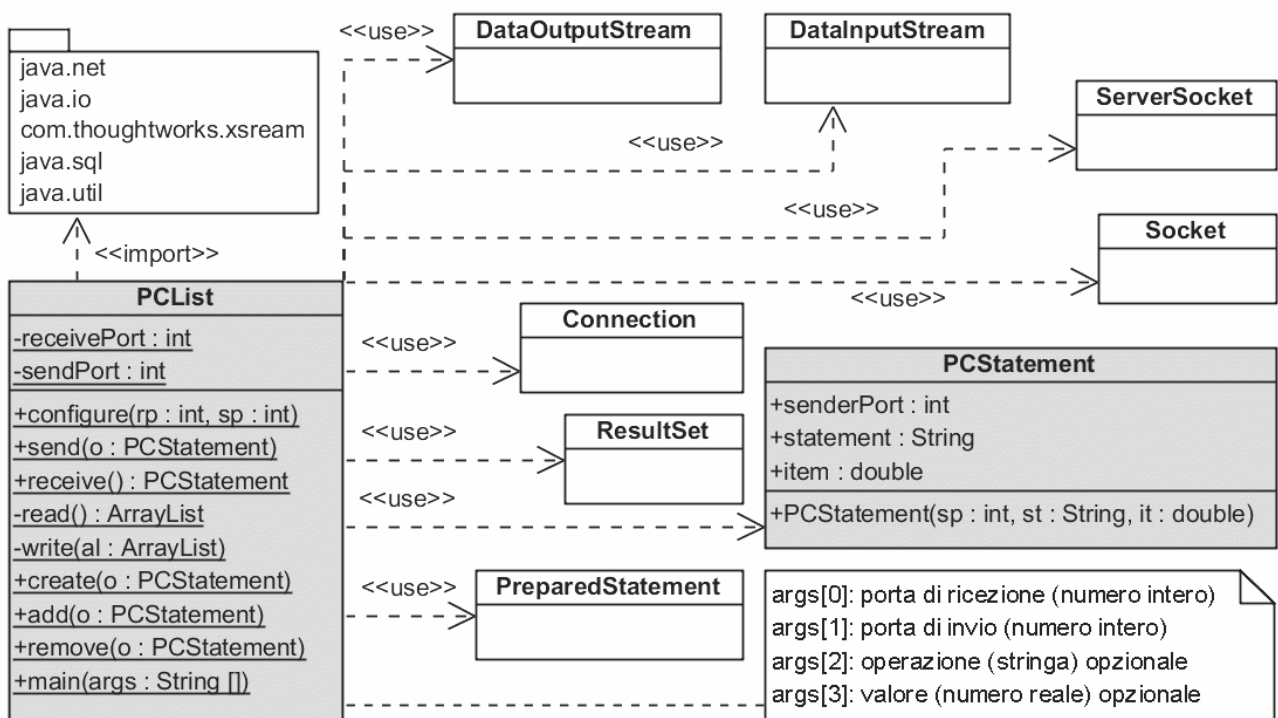 <<use>>
DataOutputStream
DataInputStream
java.net
java.io
com.thoughtworks.xsream
java.sql
java.util
ServerSocket
<<use>>
<<use>>
Socket
<<import>>
<<use>>
PCList
-receivePort : int
-sendPort : int
+configure(rp : int, sp : int)
+send(o : PCStatement)
+receive() : PCStatement
-read() : ArrayList
-write(al : ArrayList)
+create(o : PCStatement)
+add(o : PCStatement)
+remove(o : PCStatement)
+main(args : String [])
<<use>>
Connection
<<use>>
ResultSet
<<use>>
PCStatement
+senderPort : int
+statement : String
+item : double
+PCStatement(sp : int, st : String, it : double)
<<use>>
PreparedStatement
args[0]: porta di ricezione (numero intero)
args[1]: porta di invio (numero intero)
args[2]: operazione (stringa) opzionale
args[3]: valore (numero reale) opzionale